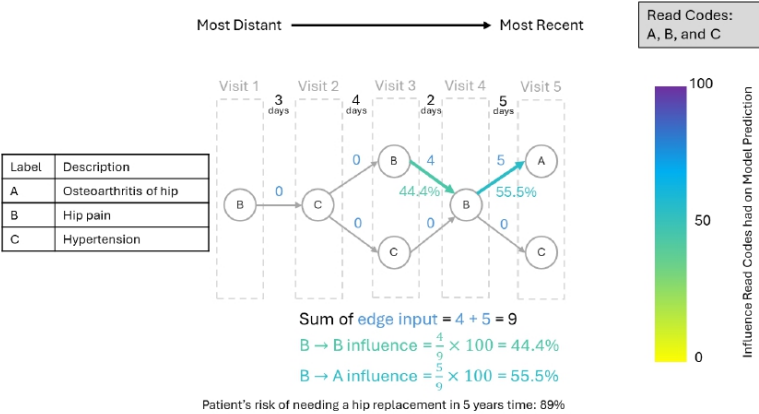 Most Distant
Most Recent
Read Codes:
A, B, and C
Visit 1
Visit 2
Visit 3
Visit 4
Visit 5
3
days
4
days
2
days
5
days
100
50
0
Influence Read Codes had on Model Prediction
Label Description
A Osteoarthritis of hip
B Hip pain
C Hypertension
B
0
C
0
0
B
C
4
44.4%
0
B
5
55.5%
0
A
C
Sum of edge input = 4 + 5 = 9
B → B influence = 4/9 × 100 = 44.4%
B → A influence = 5/9 × 100 = 55.5%
Patient's risk of needing a hip replacement in 5 years time: 89%